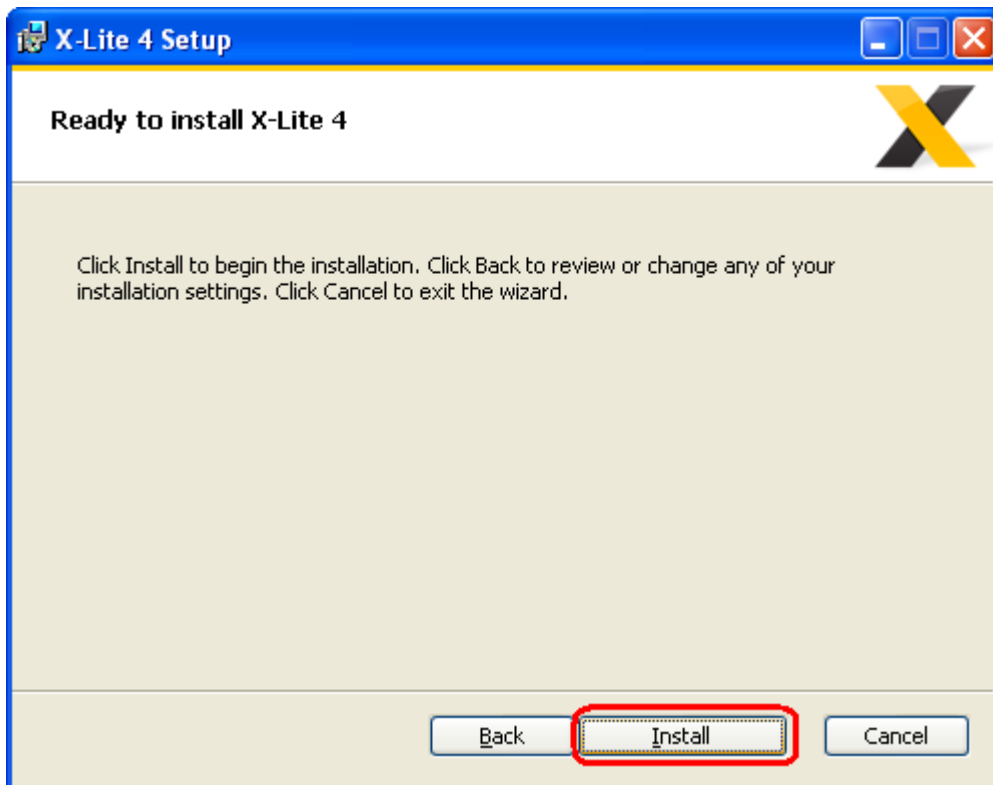 X-Lite 4 Setup
Ready to install X-Lite 4
Click Install to begin the installation. Click Back to review or change any of your
installation settings. Click Cancel to exit the wizard.
Back Install Cancel